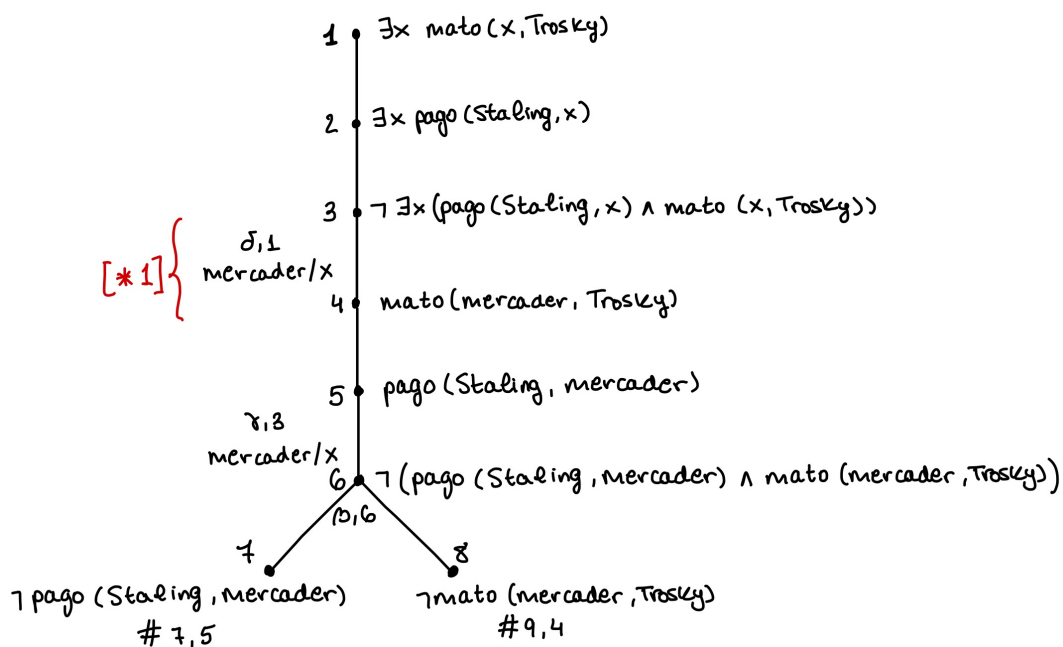 1 ∃x mato (x, Trosky)
2 ∃x pago (Staling, x)
3 ¬ ∃x (pago (Staling, x) ∧ mato (x, Trosky))
[*1] { δ,1
mercader/x
4 mato (mercader, Trosky)
5 pago (Staling, mercader)
γ,3
mercader/x
6 ¬ (pago (Staling, mercader) ∧ mato (mercader, Trosky))
β,6
7 8
¬ pago (Staling, mercader) ¬mato (mercader, Trosky)
# 7,5 #9,4